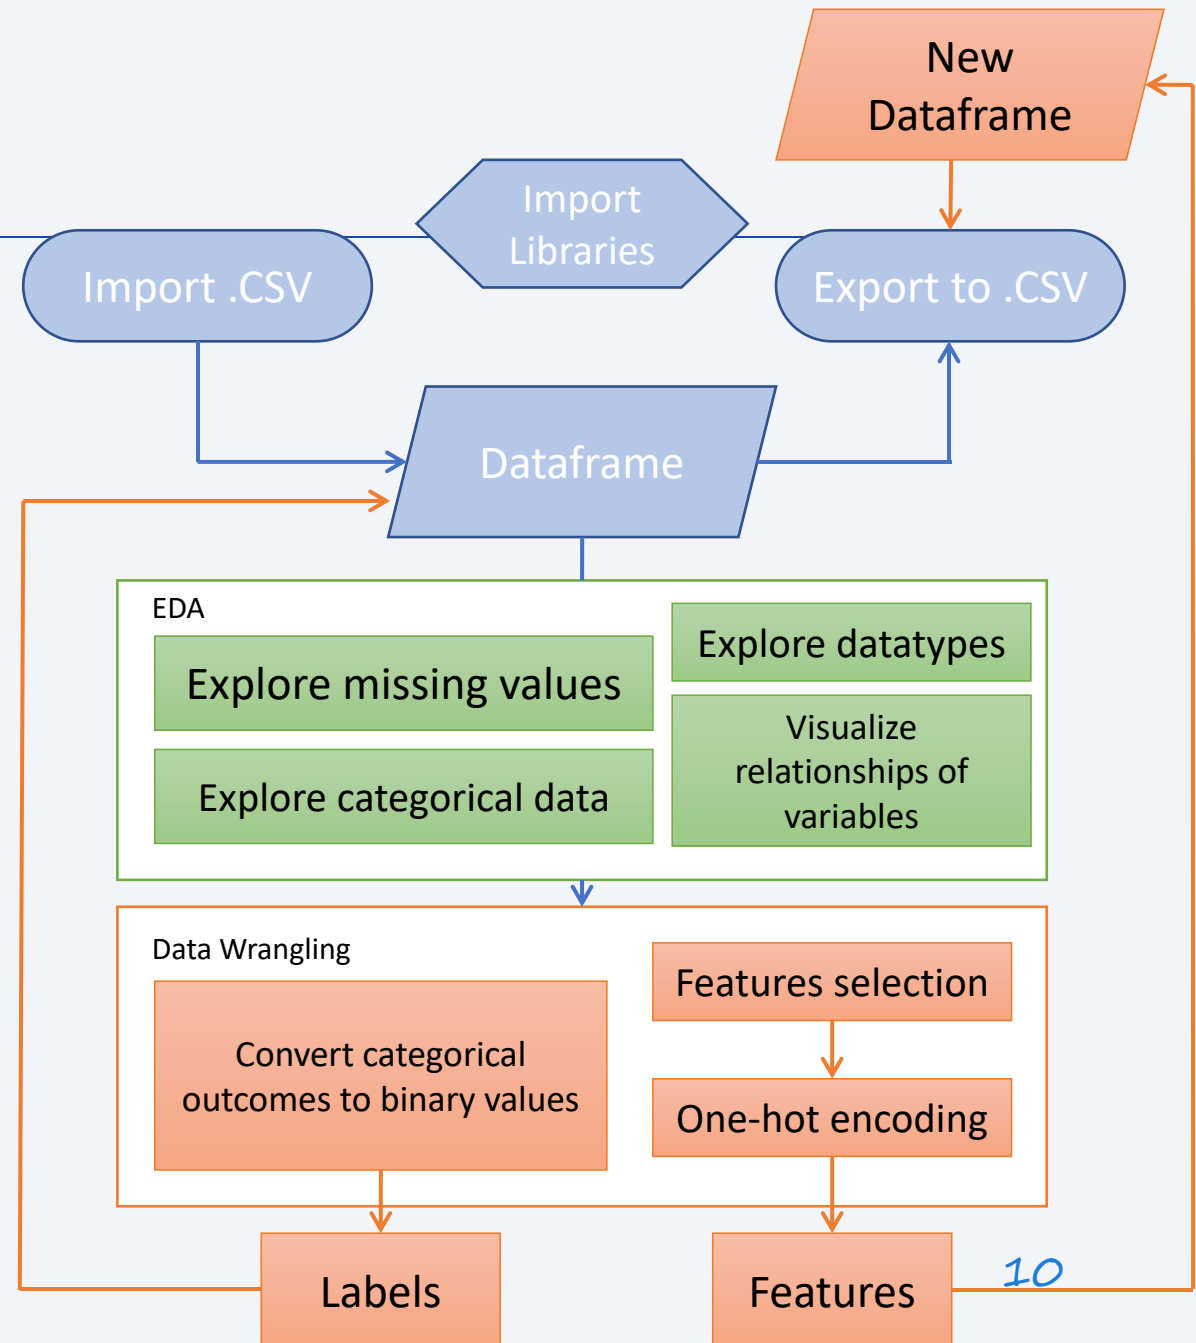 New
Dataframe
Import
Libraries
Import .CSV
Export to .CSV
Dataframe
EDA
Explore missing values
Explore categorical data
Explore datatypes
Visualize
relationships of
variables
Data Wrangling
Convert categorical
outcomes to binary values
Features selection
One-hot encoding
Labels
Features
10